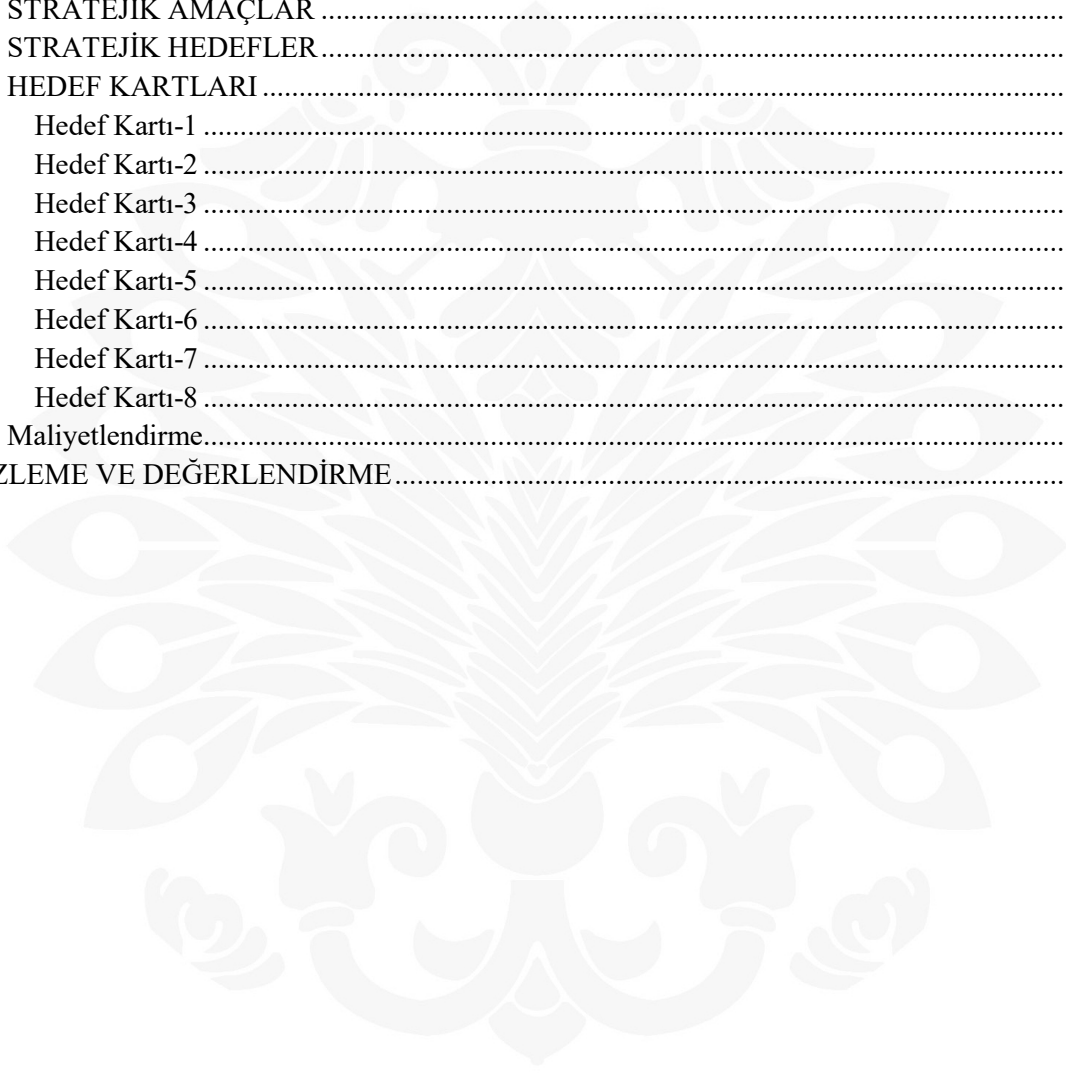 STRATEJİK AMAÇLAR ................................................................
STRATEJİK HEDEFLER ................................................................
HEDEF KARTLARI ................................................................
Hedef Kartı-1 ................................................................
Hedef Kartı-2 ................................................................
Hedef Kartı-3 ................................................................
Hedef Kartı-4 ................................................................
Hedef Kartı-5 ................................................................
Hedef Kartı-6 ................................................................
Hedef Kartı-7 ................................................................
Hedef Kartı-8 ................................................................
Maliyetlendirme ................................................................
ZLEME VE DEĞERLENDİRME ................................................................